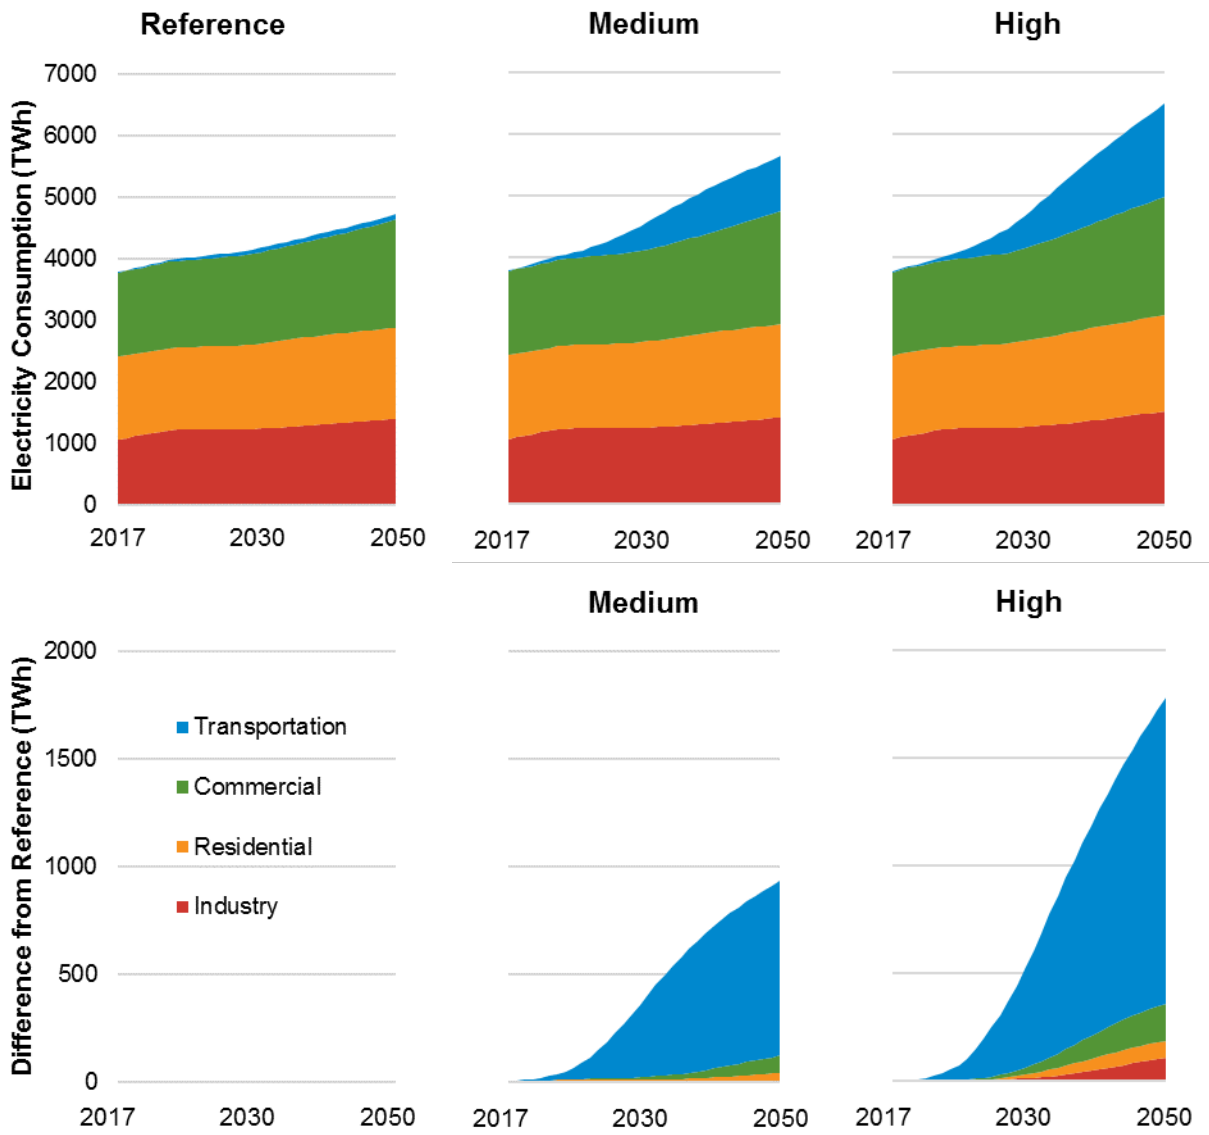 Reference
Medium
High
Electricity Consumption (TWh)
7000
6000
5000
4000
3000
2000
1000
0
2017 2030 2050
2017 2030 2050
2017 2030 2050
Medium
High
Difference from Reference (TWh)
2000
1500
1000
500
0
Transportation
Commercial
Residential
Industry
2017 2030 2050
2017 2030 2050
2017 2030 2050